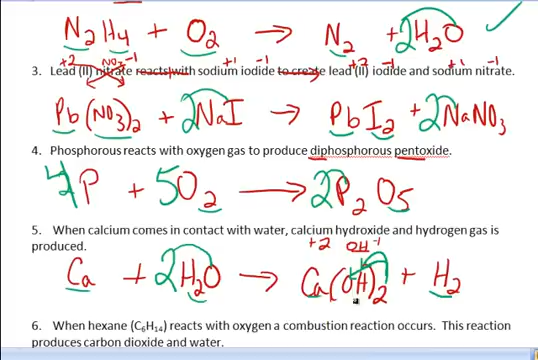 N2H4 + O2 → N2 + 2H2O ✓
+2 NO3-1 +1 -1 +2 -1 +1 -1
3. Lead (II) nitrate reacts with sodium iodide to create lead(II) iodide and sodium nitrate.
Pb(NO3)2 + 2NaI → PbI2 + 2NaNO3
4. Phosphorous reacts with oxygen gas to produce diphosphorous pentoxide.
4P + 5O2 → 2P2O5
5. When calcium comes in contact with water, calcium hydroxide and hydrogen gas is
produced.
+2 OH-1
Ca + 2H2O → Ca(OH)2 + H2
6. When hexane (C6H14) reacts with oxygen a combustion reaction occurs. This reaction
produces carbon dioxide and water.